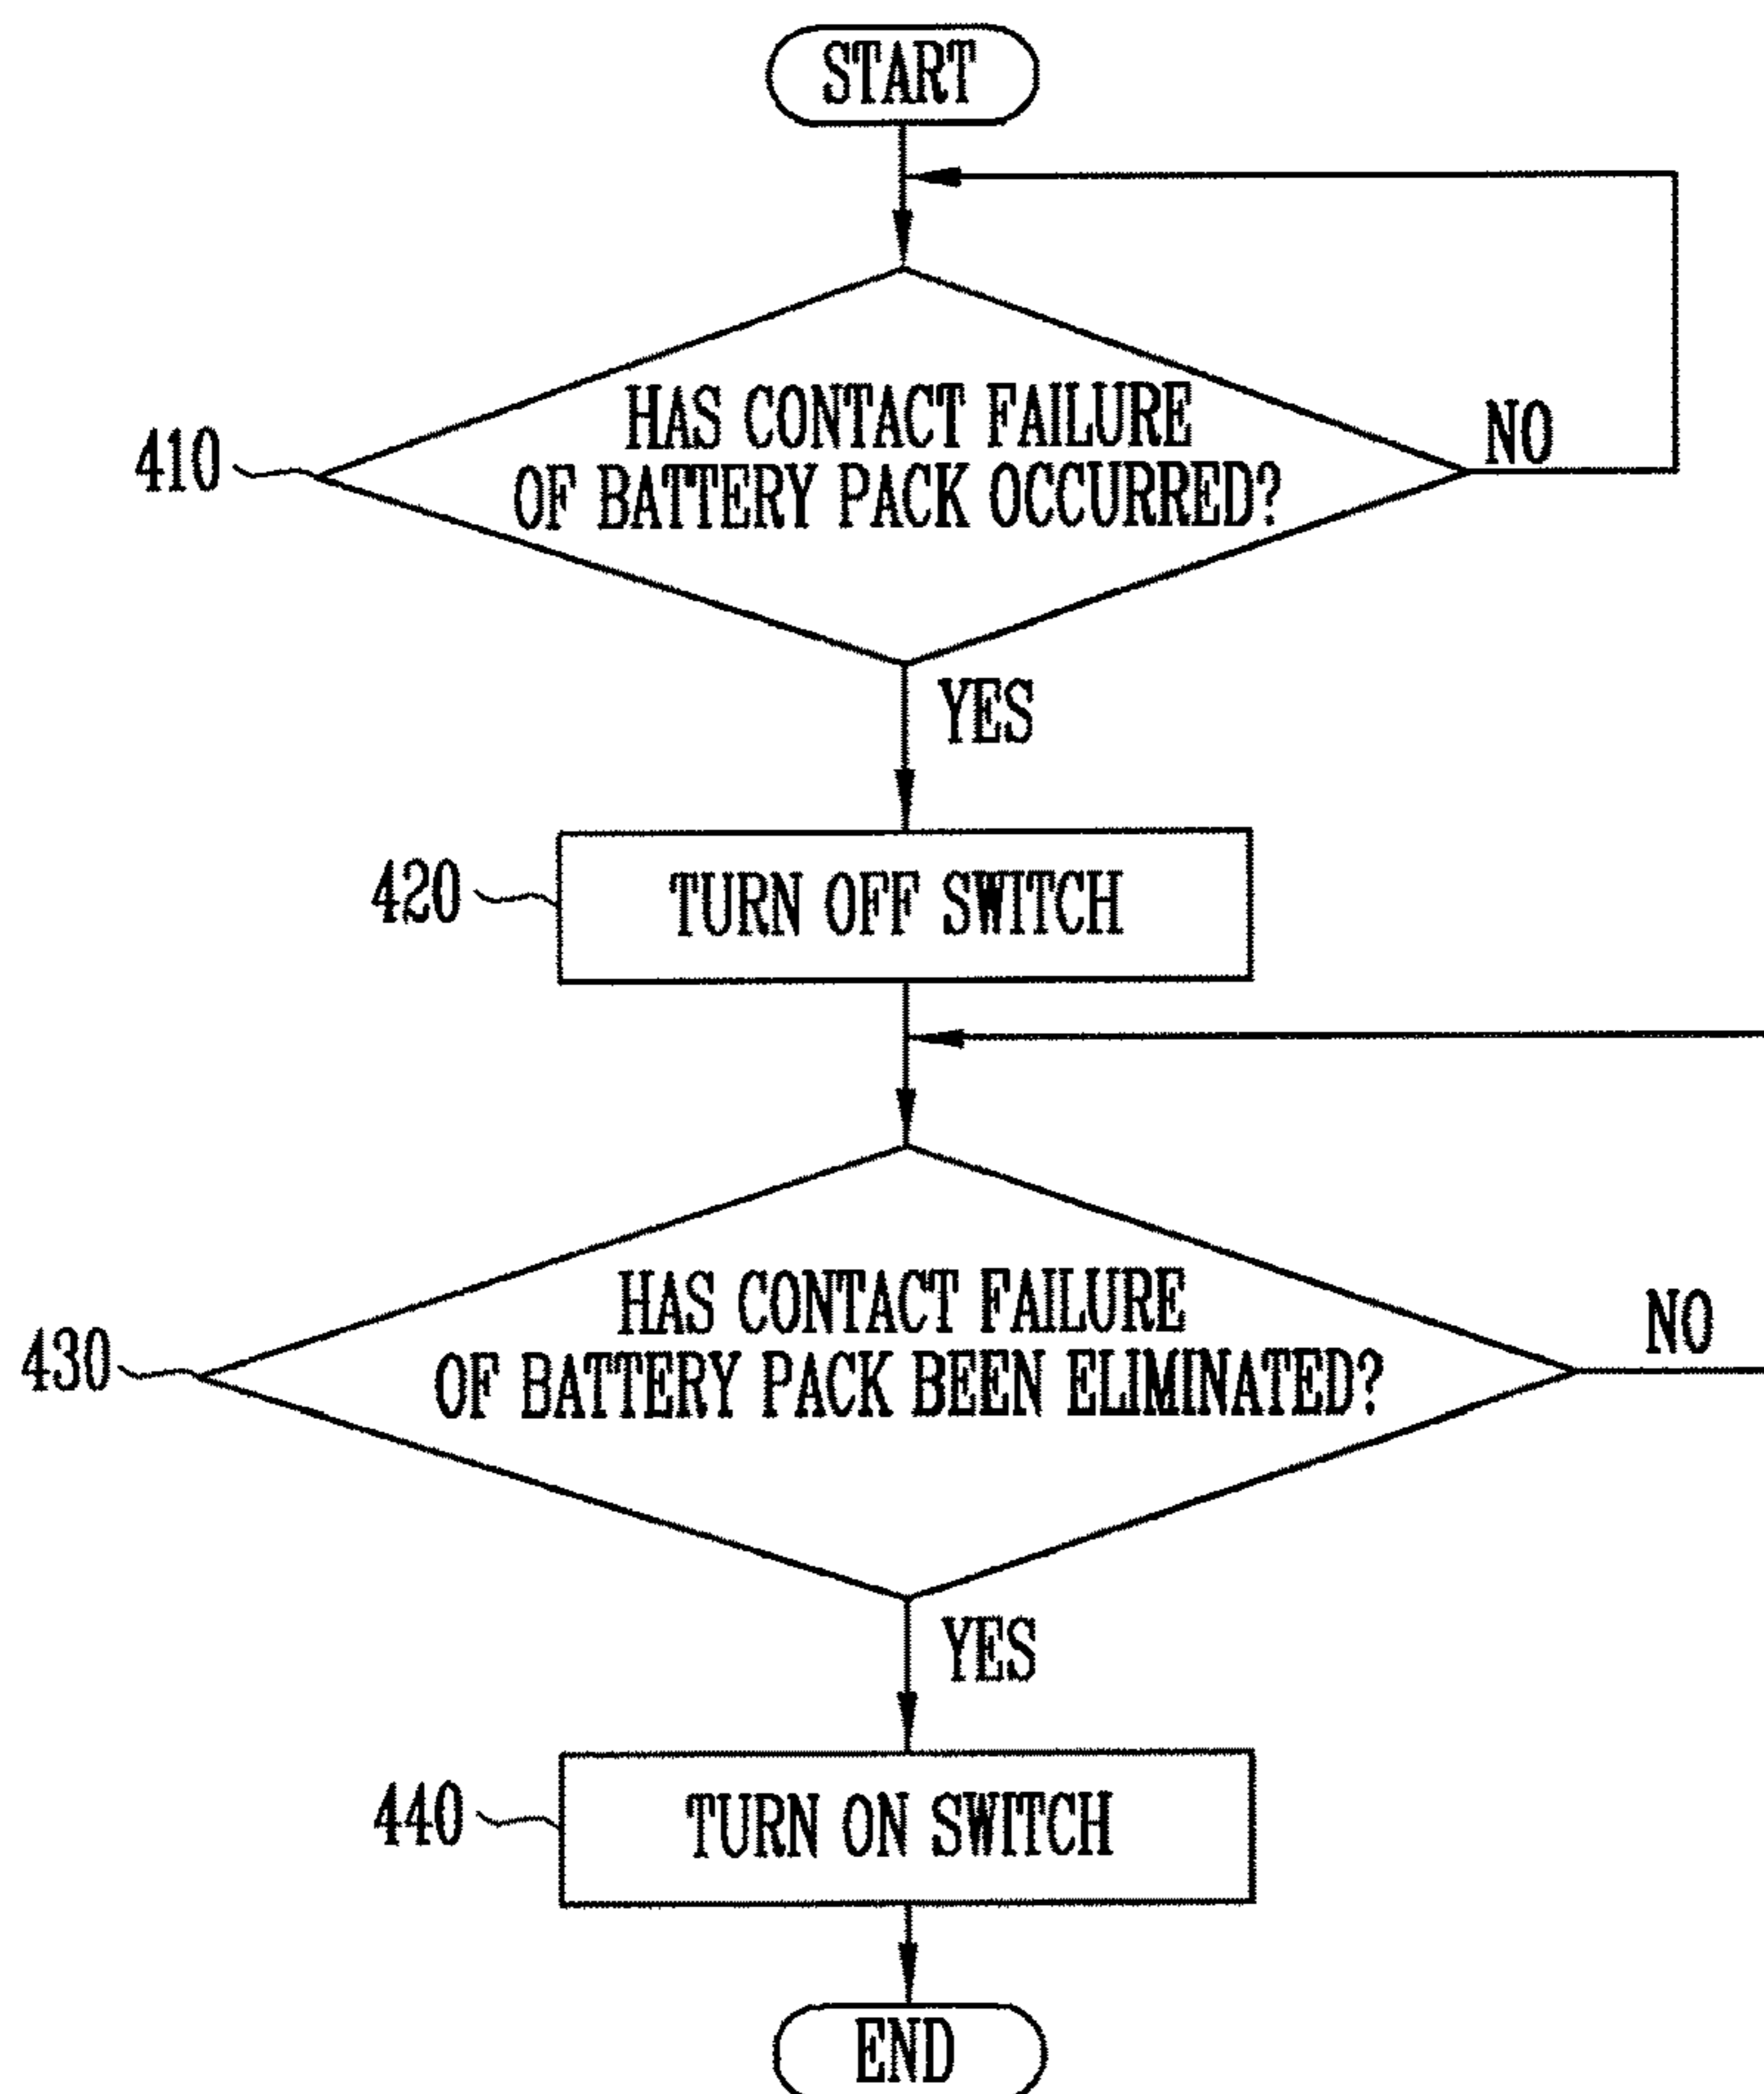 START
HAS CONTACT FAILURE
OF BATTERY PACK OCCURRED?
NO
410
YES
420
TURN OFF SWITCH
HAS CONTACT FAILURE
OF BATTERY PACK BEEN ELIMINATED?
NO
430
YES
440
TURN ON SWITCH
END